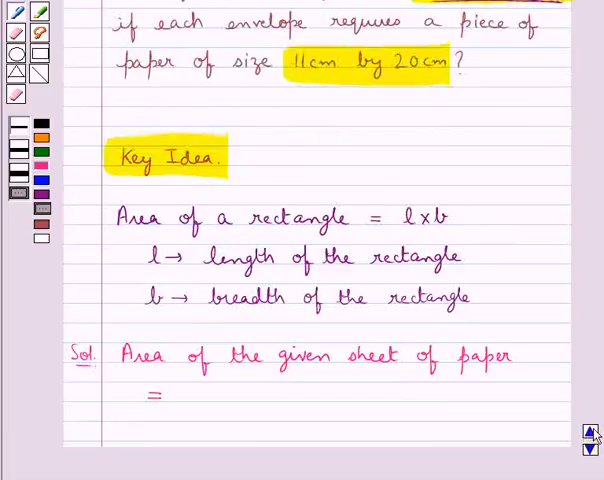 if each envelope requires a piece of
paper of size 11cm by 20cm?
Key Idea.
Area of a rectangle = l × b
l → length of the rectangle
b → breadth of the rectangle
Sol. Area of the given sheet of paper
=